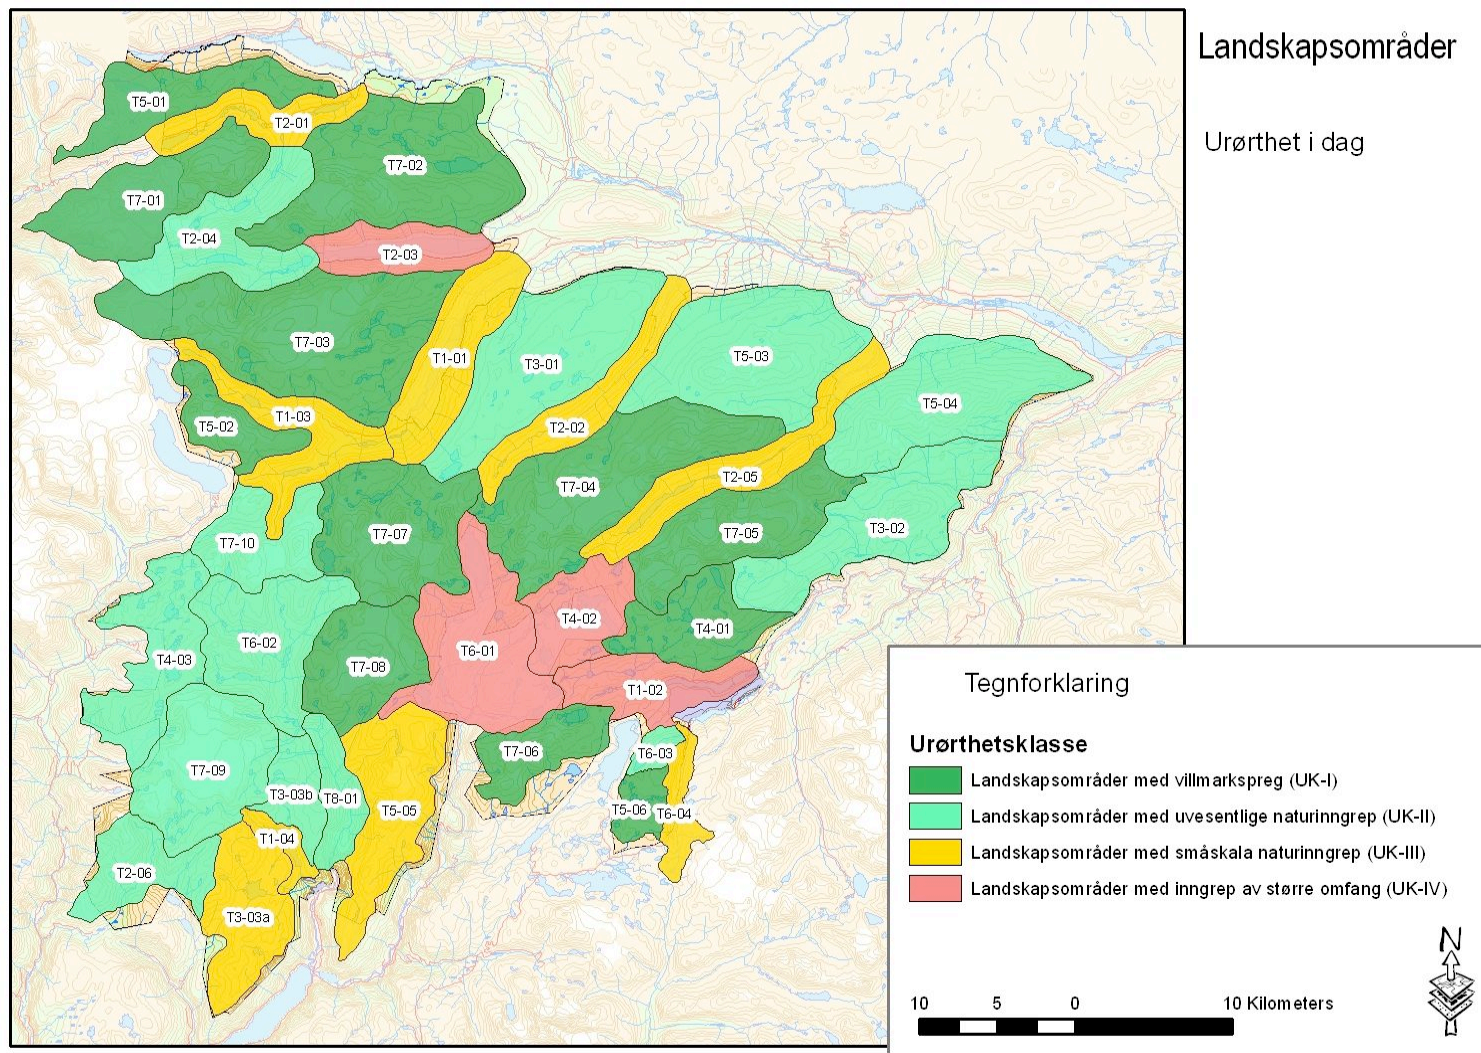 Landskapsområder
Urørthet i dag
T5-01
T2-01
T7-02
T7-01
T2-04
T2-03
T7-03
T1-01
T3-01
T5-03
T5-04
T1-03
T5-02
T2-02
T2-05
T7-04
T7-05
T3-02
T7-07
T7-10
T4-02
T4-01
T6-02
T6-01
T4-03
T7-08
T1-02
T7-06
T6-03
T7-09
T3-03b
T8-01
T5-05
T5-06
T6-04
T1-04
T2-06
T3-03a
Tegnforklaring
Urørthetsklasse
Landskapsområder med villmarkspreg (UK-I)
Landskapsområder med uvesentlige naturinngrep (UK-II)
Landskapsområder med småskala naturinngrep (UK-III)
Landskapsområder med inngrep av større omfang (UK-IV)
N
10 5 0 10 Kilometers